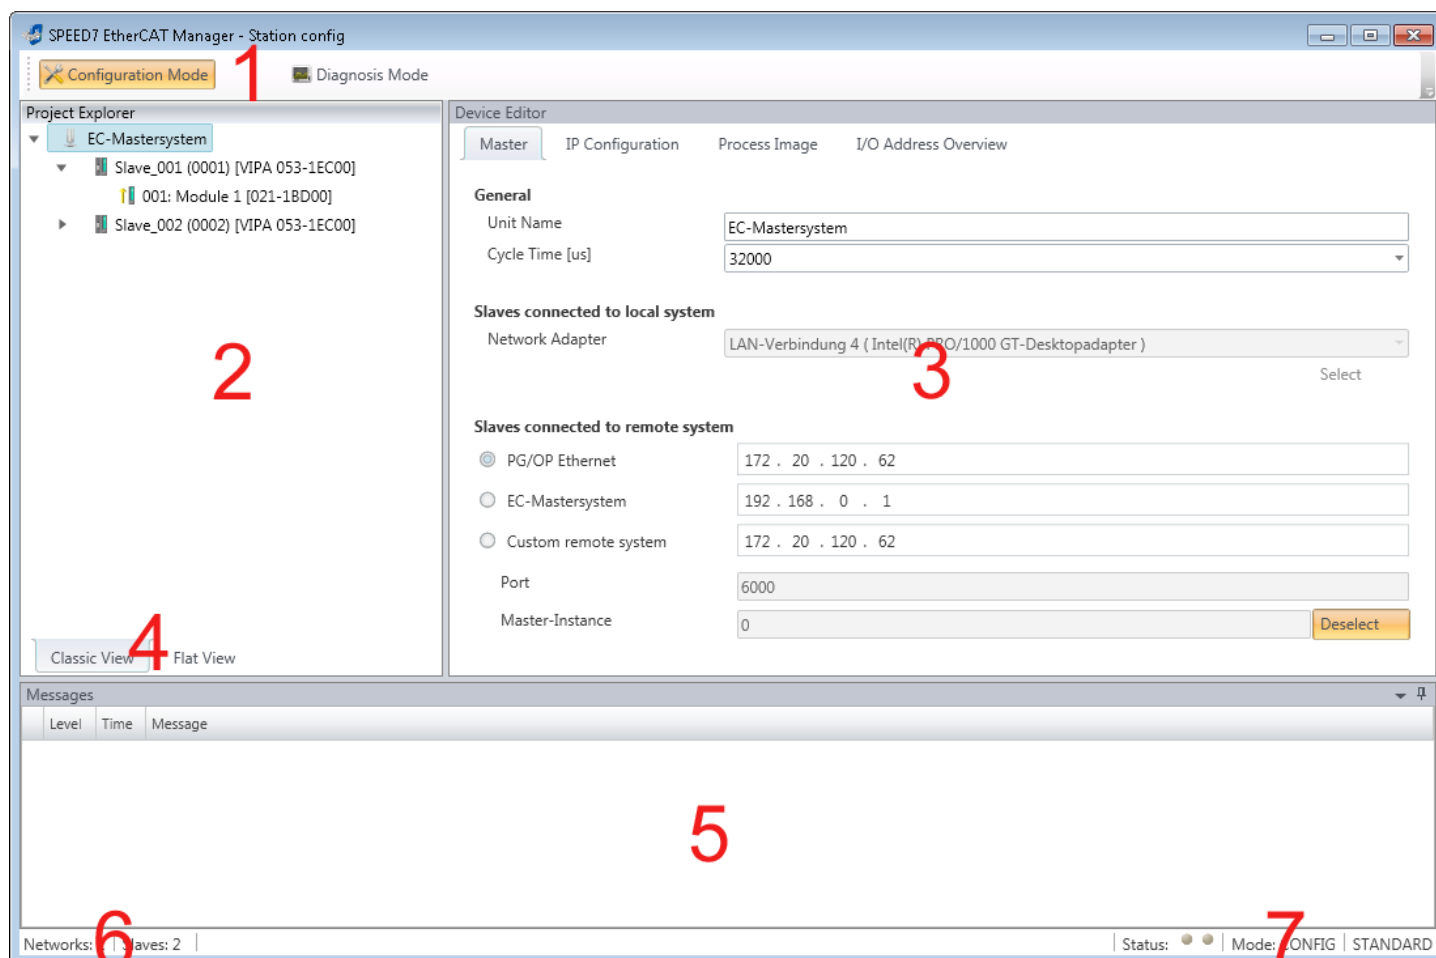 SPEED7 EtherCAT Manager - Station config
Configuration Mode
1
Diagnosis Mode
Project Explorer
EC-Mastersystem
Slave_001 (0001) [VIPA 053-1EC00]
001: Module 1 [021-1BD00]
Slave_002 (0002) [VIPA 053-1EC00]
2
4
Classic View
Flat View
Device Editor
Master
IP Configuration
Process Image
I/O Address Overview
General
Unit Name
EC-Mastersystem
Cycle Time [us]
32000
Slaves connected to local system
Network Adapter
LAN-Verbindung 4 ( Intel(R) PRO/1000 GT-Desktopadapter )
3
Select
Slaves connected to remote system
PG/OP Ethernet
172 . 20 . 120 . 62
EC-Mastersystem
192 . 168 . 0 . 1
Custom remote system
172 . 20 . 120 . 62
Port
6000
Master-Instance
0
Deselect
Messages
Level Time Message
5
6
7
Networks:
Slaves: 2
Status:
Mode: CONFIG
STANDARD